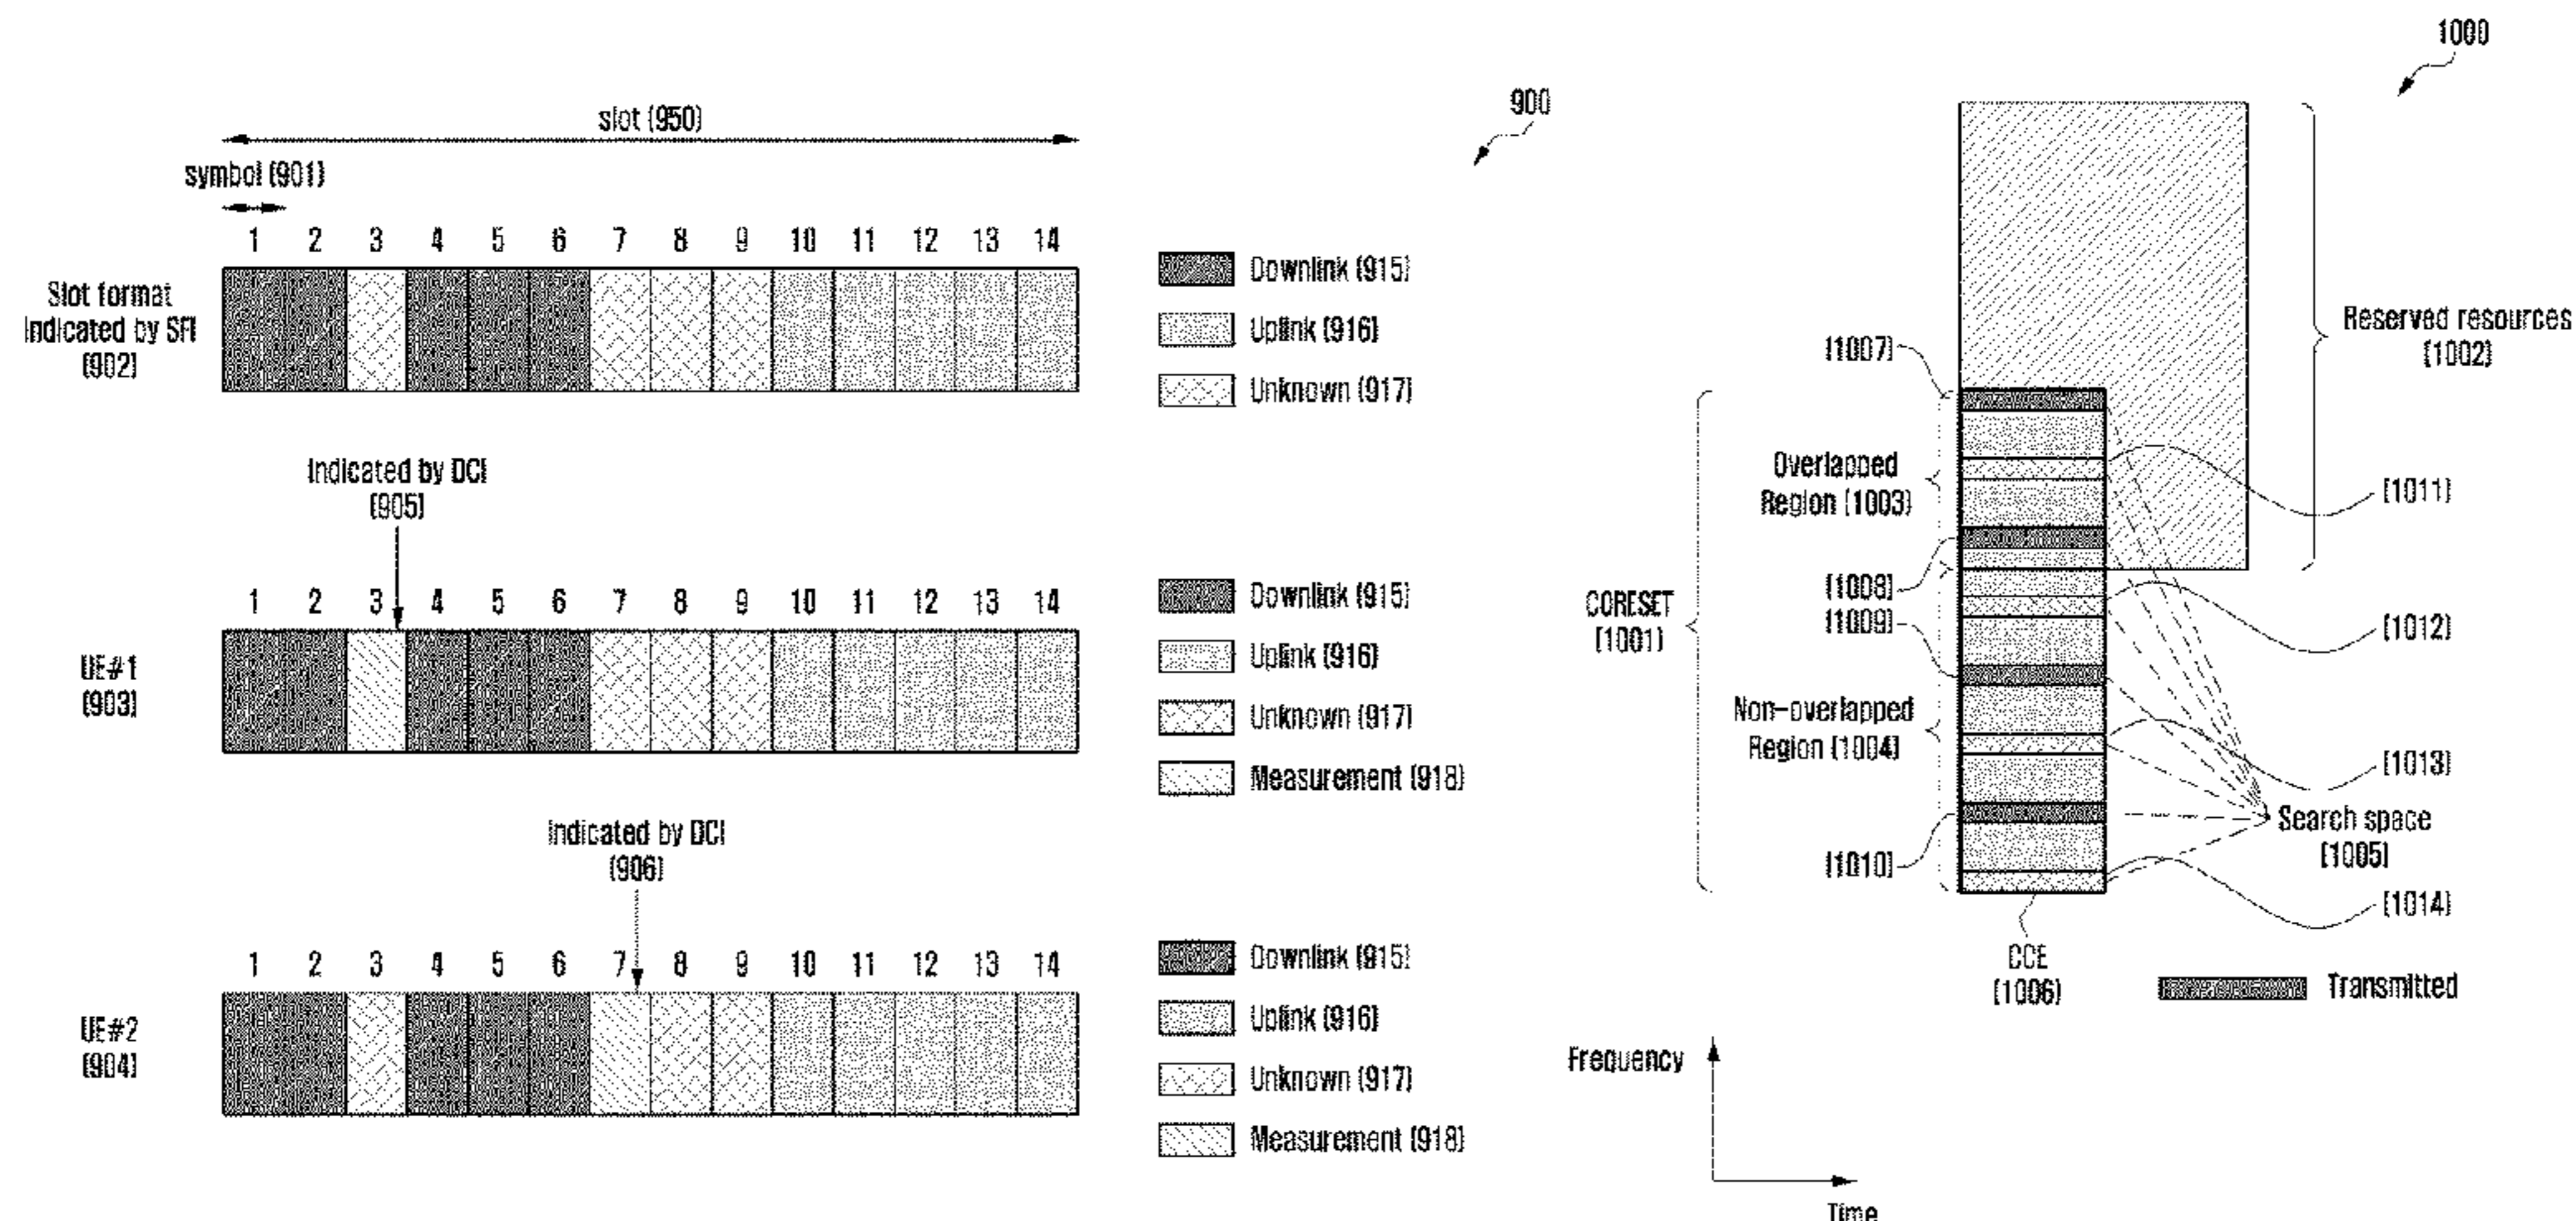 900
slot (950)
symbol (901)
1 2 3 4 5 6 7 8 9 10 11 12 13 14
Slot format
indicated by SFI
(902)
Downlink (915)
Uplink (916)
Unknown (917)
Indicated by DCI
(905)
1 2 3 4 5 6 7 8 9 10 11 12 13 14
UE#1
(903)
Downlink (915)
Uplink (916)
Unknown (917)
Measurement (918)
Indicated by DCI
(906)
1 2 3 4 5 6 7 8 9 10 11 12 13 14
UE#2
(904)
Downlink (915)
Uplink (916)
Unknown (917)
Measurement (918)
1000
Reserved resources
(1002)
(1007)
Overlapped
Region (1003)
(1011)
(1008)
(1009)
CORESET
(1001)
(1012)
Non-overlapped
Region (1004)
(1013)
Search space
(1005)
(1010)
(1014)
CCE
(1006)
Transmitted
Frequency
Time